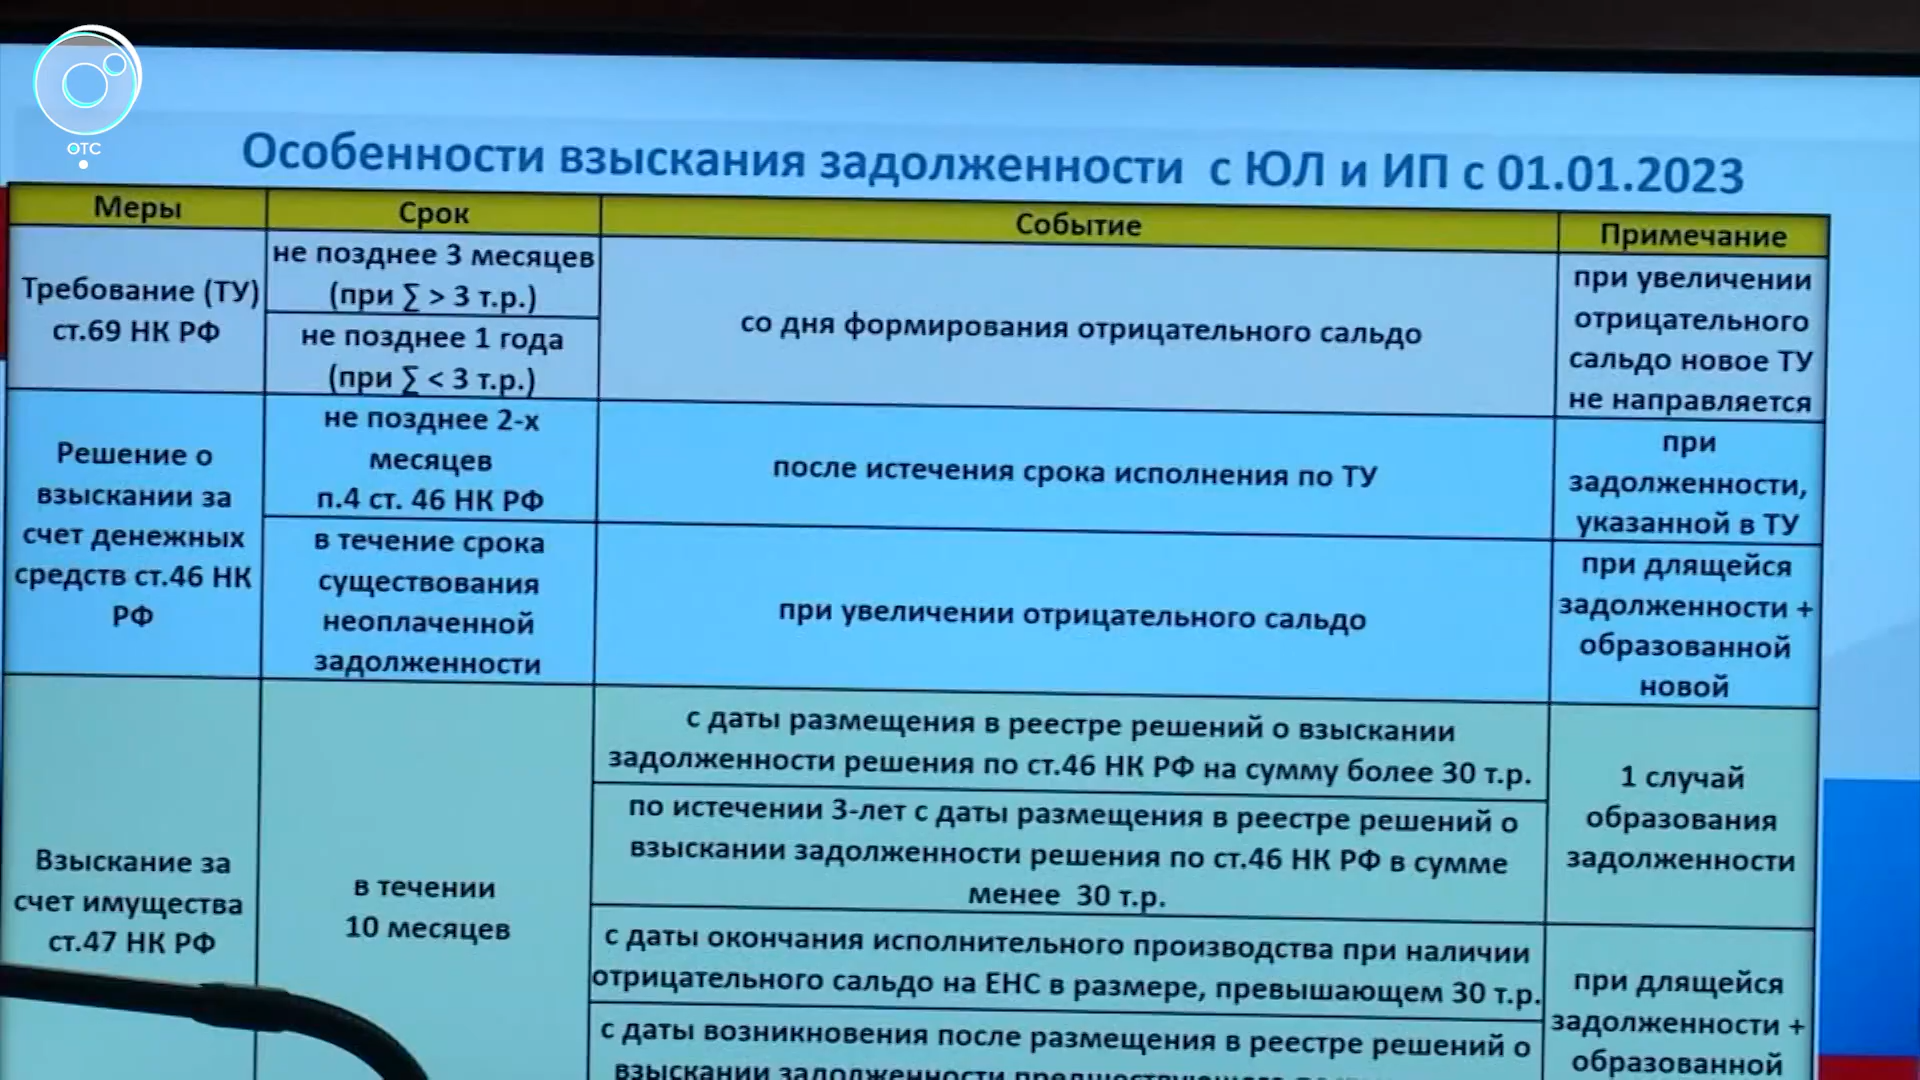 ОТС
Особенности взыскания задолженности с ЮЛ и ИП с 01.01.2023
Меры
Срок
Событие
Примечание
Требование (ТУ)
ст.69 НК РФ
не позднее 3 месяцев
(при ∑ > 3 т.р.)
не позднее 1 года
(при ∑ < 3 т.р.)
со дня формирования отрицательного сальдо
при увеличении
отрицательного
сальдо новое ТУ
не направляется
Решение о
взыскании за
счет денежных
средств ст.46 НК
РФ
не позднее 2-х
месяцев
п.4 ст. 46 НК РФ
после истечения срока исполнения по ТУ
при
задолженности,
указанной в ТУ
в течение срока
существования
неоплаченной
задолженности
при увеличении отрицательного сальдо
при длящейся
задолженности +
образованной
новой
Взыскание за
счет имущества
ст.47 НК РФ
в течении
10 месяцев
с даты размещения в реестре решений о взыскании
задолженности решения по ст.46 НК РФ на сумму более 30 т.р.
по истечении 3-лет с даты размещения в реестре решений о
взыскании задолженности решения по ст.46 НК РФ в сумме
менее 30 т.р.
1 случай
образования
задолженности
с даты окончания исполнительного производства при наличии
отрицательного сальдо на ЕНС в размере, превышающем 30 т.р.
с даты возникновения после размещения в реестре решений о
взыскании задолженности
при длящейся
задолженности +
образованной